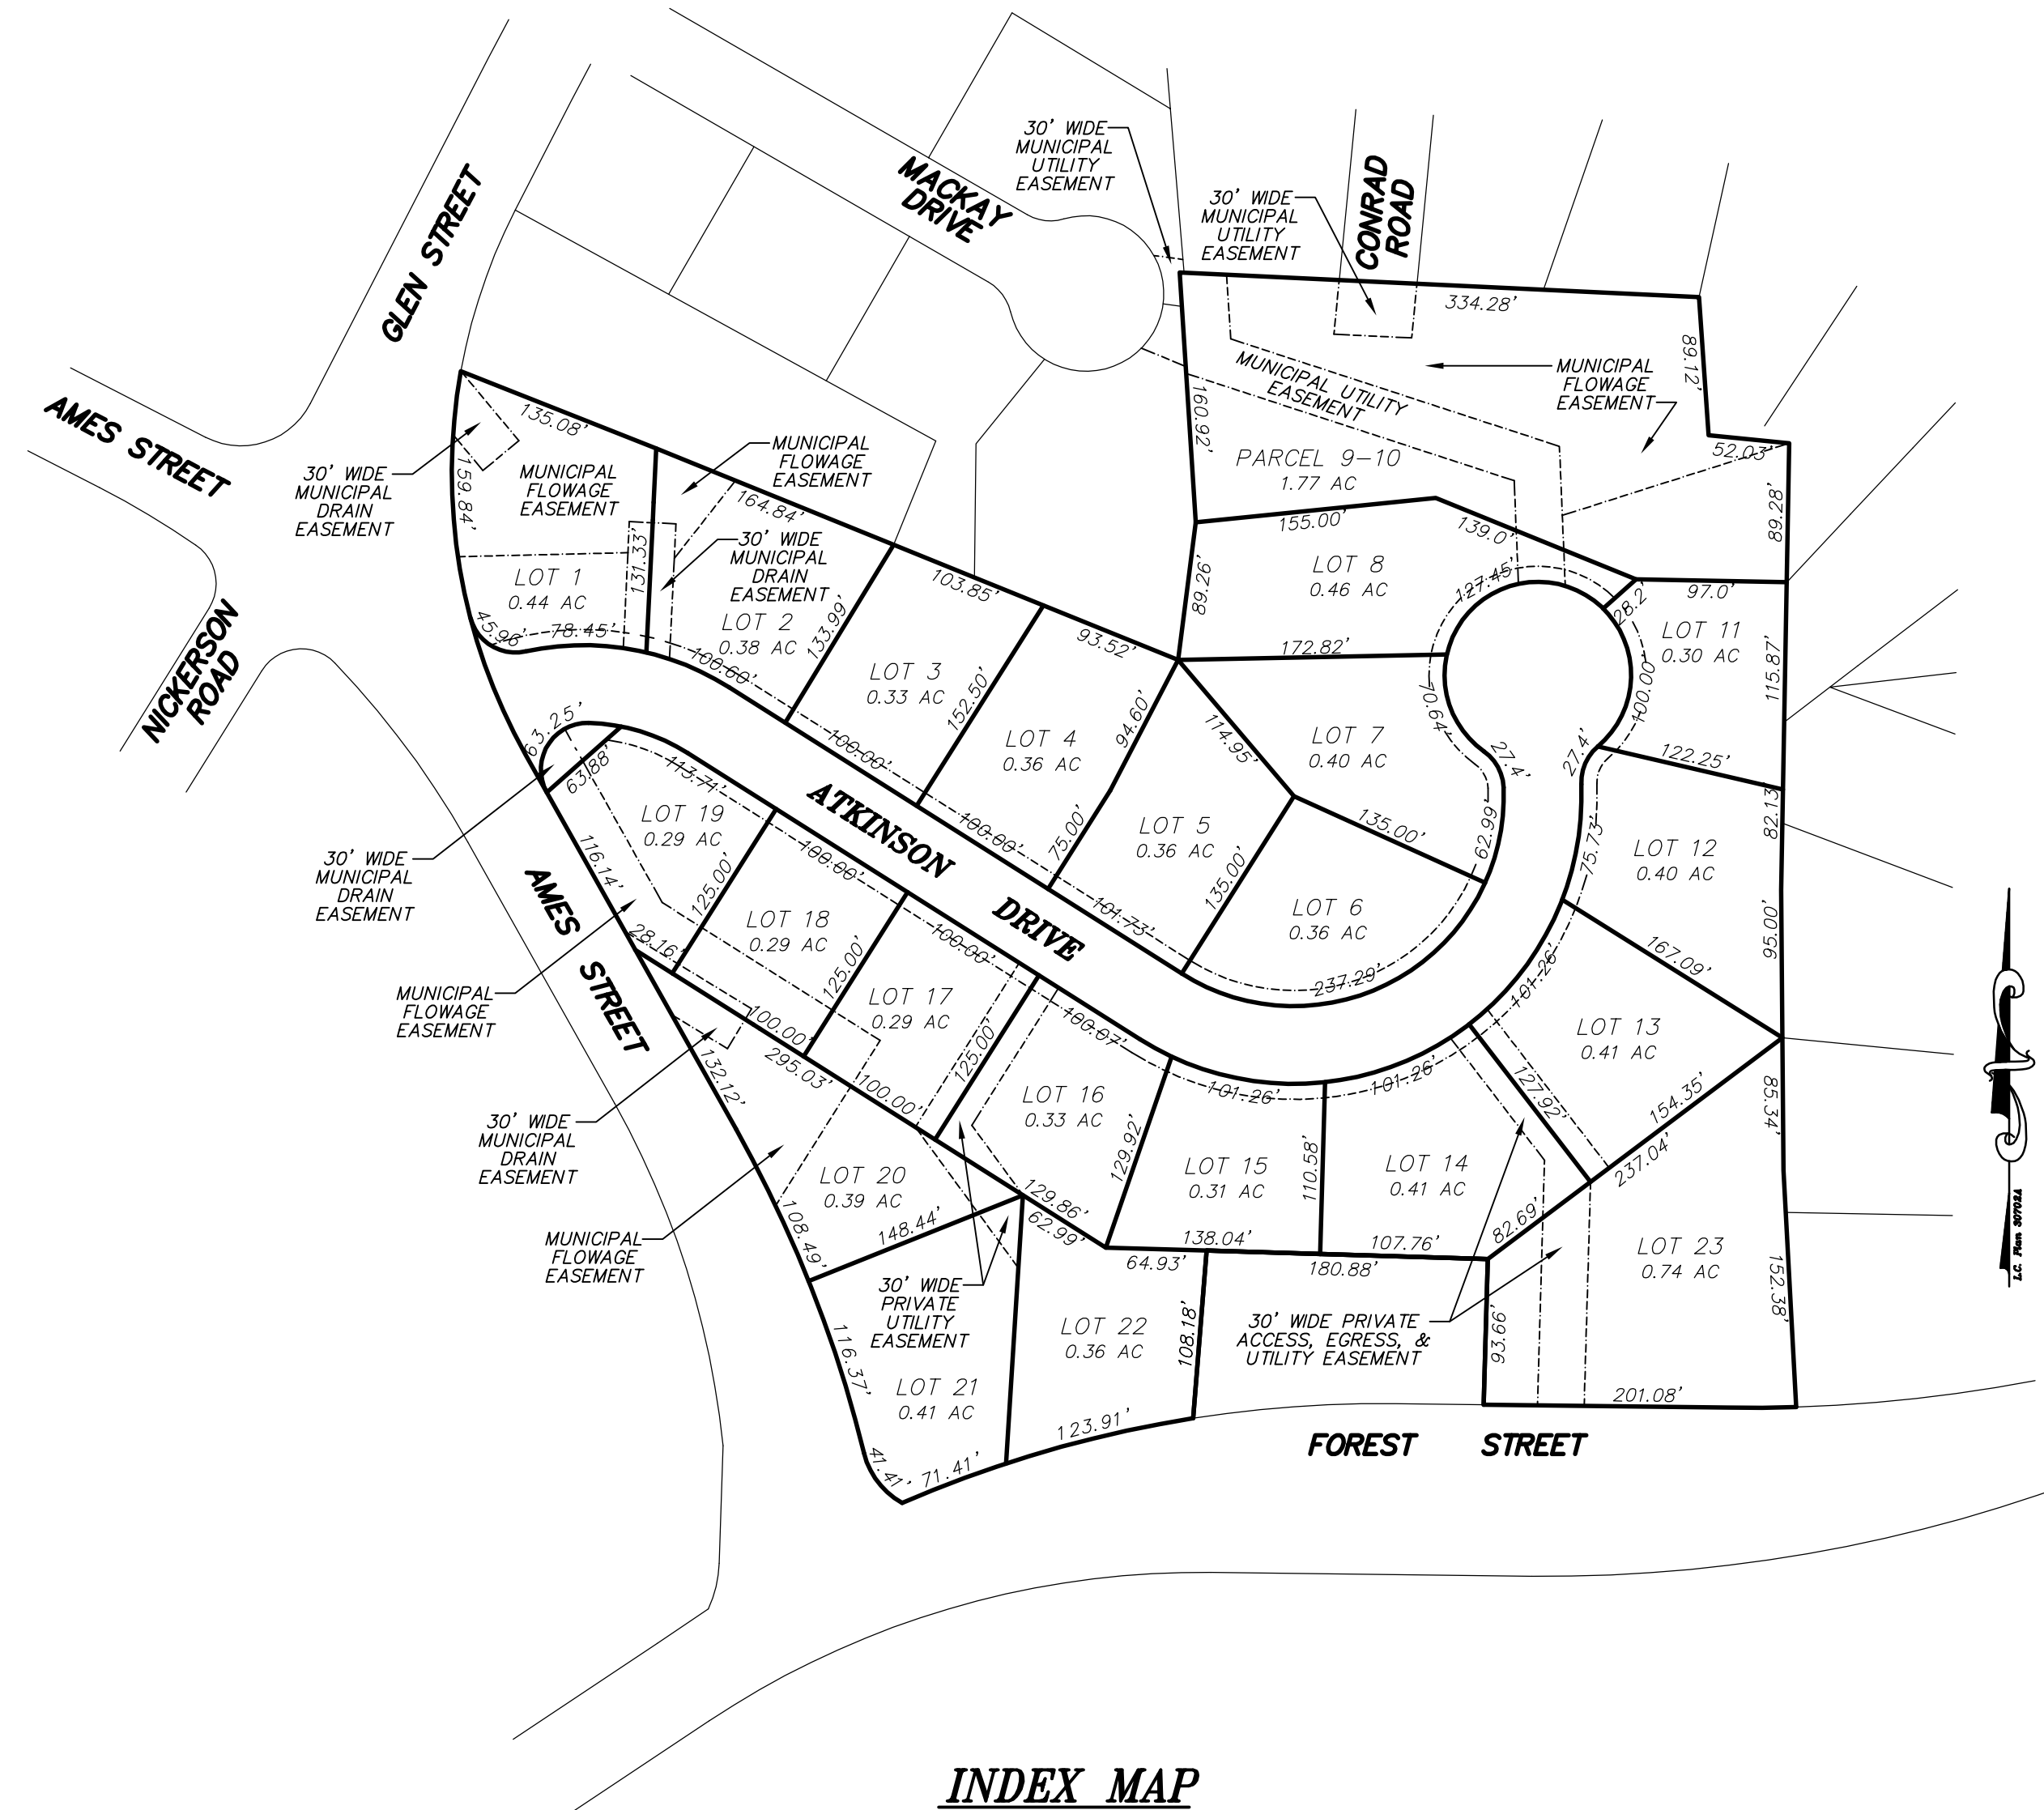 30' WIDE
MUNICIPAL
UTILITY
EASEMENT
MACKAY
DRIVE
30' WIDE
MUNICIPAL
UTILITY
EASEMENT
CONRAD
ROAD
GLEN STREET
334.28'
89.12'
MUNICIPAL
FLOWAGE
EASEMENT
MUNICIPAL UTILITY
EASEMENT
160.92'
52.03'
PARCEL 9-10
1.77 AC
89.28'
AMES STREET
135.08'
30' WIDE
MUNICIPAL
DRAIN
EASEMENT
159.84'
MUNICIPAL
FLOWAGE
EASEMENT
MUNICIPAL
FLOWAGE
EASEMENT
164.84'
30' WIDE
MUNICIPAL
DRAIN
EASEMENT
131.33'
LOT 1
0.44 AC
45.96'
78.45'
LOT 2
0.38 AC
100.60'
133.99'
103.85'
LOT 3
0.33 AC
152.50'
93.52'
155.00'
139.0'
LOT 8
0.46 AC
127.45'
89.26'
172.82'
28.2'
97.0'
LOT 11
0.30 AC
115.87'
100.00'
NICKERSON
ROAD
63.25'
63.88'
100.00'
LOT 4
0.36 AC
94.60'
75.00'
100.00'
114.95'
LOT 7
0.40 AC
70.64'
27.4'
27.4'
122.25'
82.13'
LOT 5
0.36 AC
135.00'
135.00'
62.99'
75.73'
LOT 12
0.40 AC
95.00'
113.71'
LOT 19
0.29 AC
ATKINSON
DRIVE
100.00'
101.73'
LOT 6
0.36 AC
237.29'
167.09'
30' WIDE
MUNICIPAL
DRAIN
EASEMENT
116.14'
125.00'
LOT 18
0.29 AC
100.00'
AMES
STREET
28.16'
125.00'
LOT 17
0.29 AC
MUNICIPAL
FLOWAGE
EASEMENT
100.00'
295.03'
132.12'
100.00'
125.00'
100.07'
LOT 16
0.33 AC
129.92'
101.26'
101.26'
101.26'
LOT 13
0.41 AC
127.92'
154.35'
85.34'
30' WIDE
MUNICIPAL
DRAIN
EASEMENT
LOT 20
0.39 AC
129.86'
62.99'
LOT 15
0.31 AC
110.58'
LOT 14
0.41 AC
82.69'
237.04'
MUNICIPAL
FLOWAGE
EASEMENT
108.49'
148.44'
138.04'
64.93'
107.76'
180.88'
LOT 23
0.74 AC
152.38'
L.C. Plan 30702A
30' WIDE
PRIVATE
UTILITY
EASEMENT
116.37'
LOT 22
0.36 AC
108.18'
30' WIDE PRIVATE
ACCESS, EGRESS, &
UTILITY EASEMENT
93.66'
LOT 21
0.41 AC
201.08'
123.91'
41.41'
71.41'
FOREST STREET
INDEX MAP